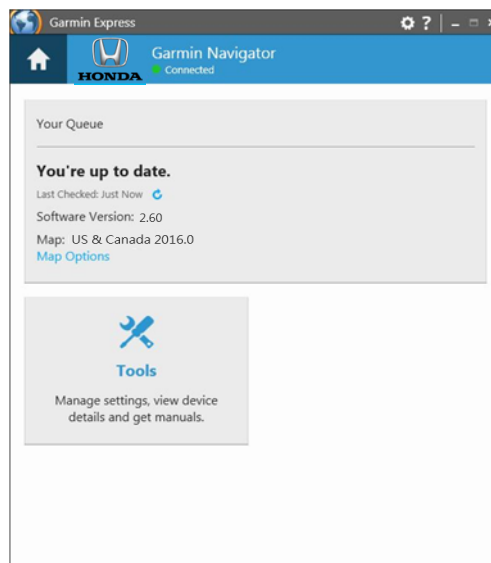 Garmin Express
?
HONDA
Garmin Navigator
Connected
Your Queue
You're up to date.
Last Checked: Just Now
Software Version: 2.60
Map: US & Canada 2016.0
Map Options
Tools
Manage settings, view device
details and get manuals.